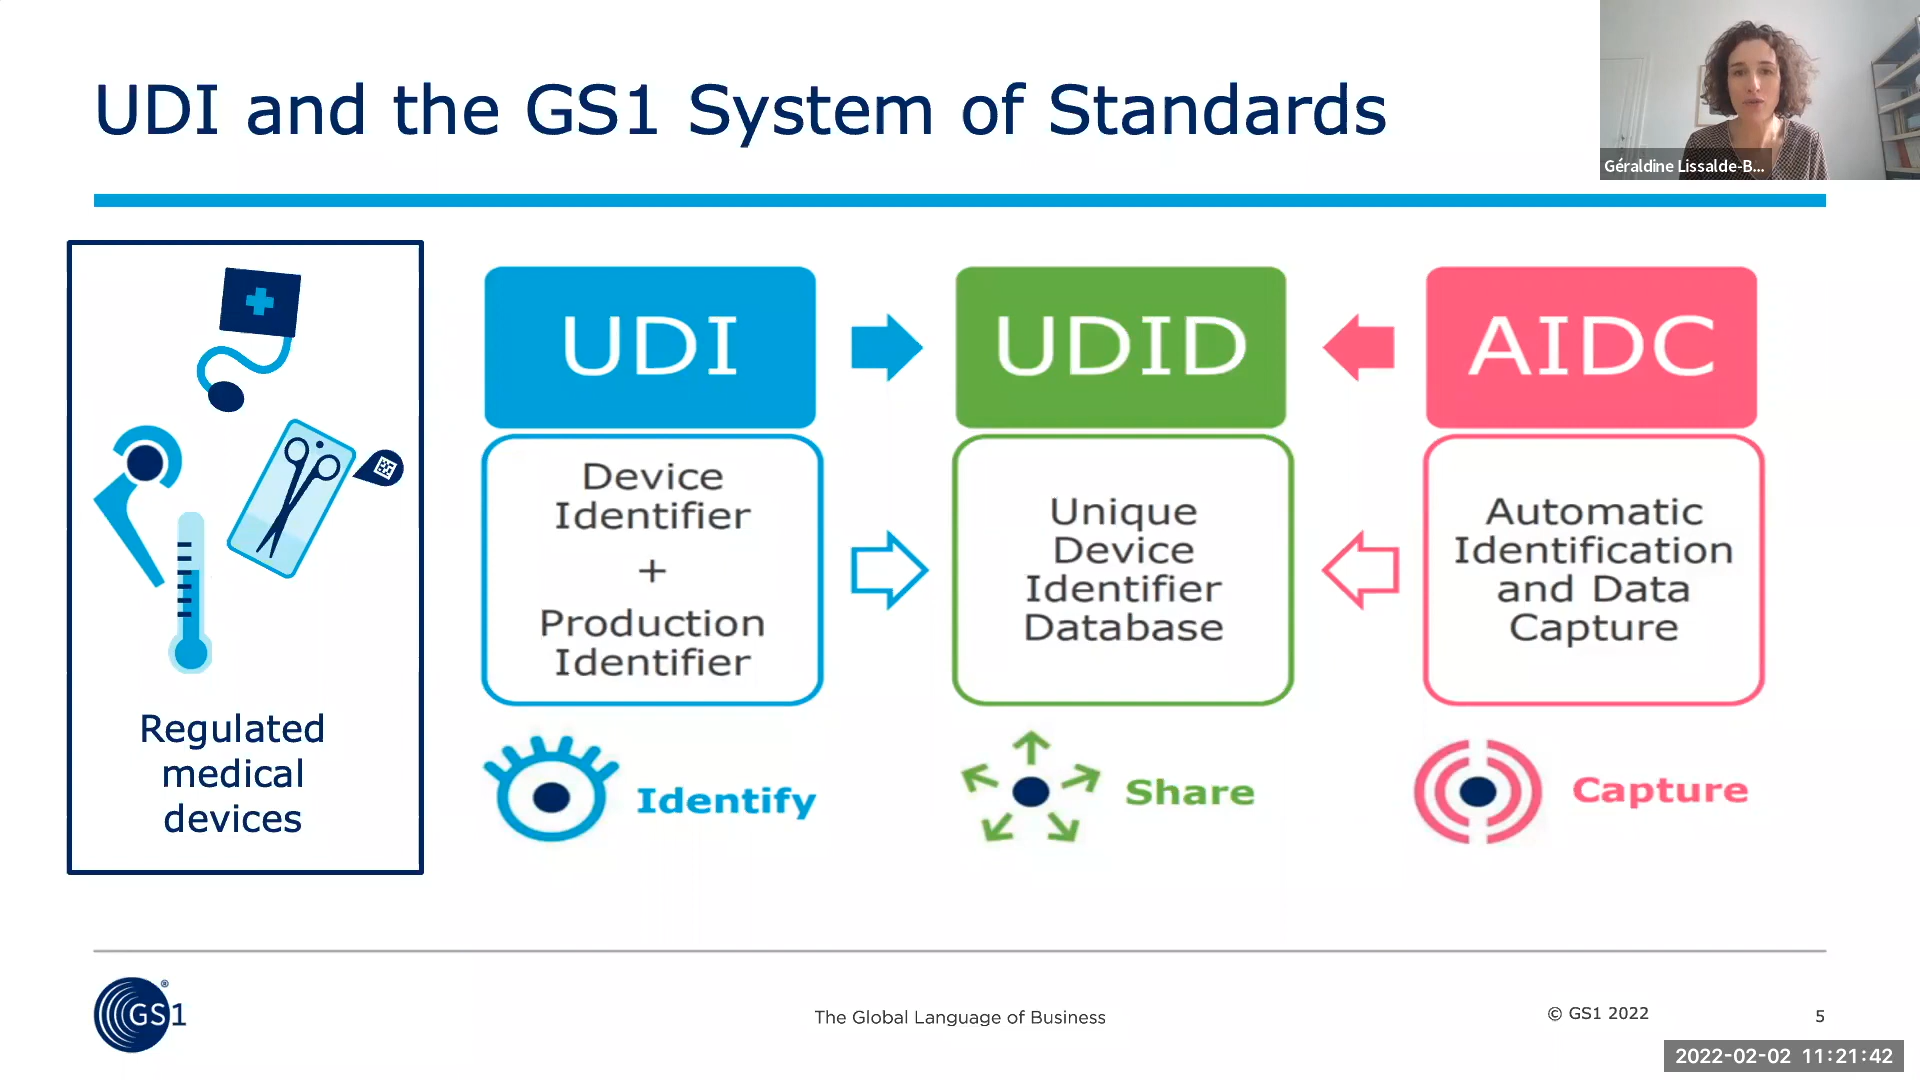 UDI and the GS1 System of Standards
Géraldine Lissalde-B...
UDI
UDID
AIDC
Device
Identifier
+
Production
Identifier
Unique
Device
Identifier
Database
Automatic
Identification
and Data
Capture
Regulated
medical
devices
Identify
Share
Capture
GS1®
The Global Language of Business
© GS1 2022
5
2022-02-02 11:21:42